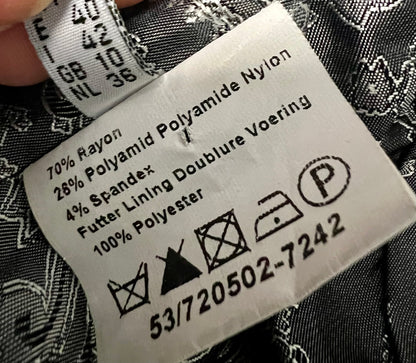 E 40
I 42
GB 10
NL 36
70% Rayon
26% Polyamid Polyamide Nylon
4% Spandex
Futter Lining Doublure Voering
100% Polyester
P
53/720502-7242